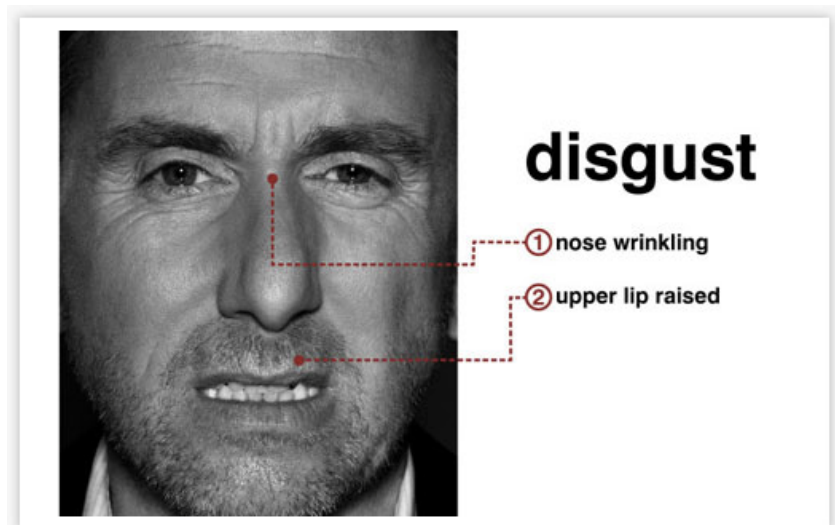 disgust
1 nose wrinkling
2 upper lip raised